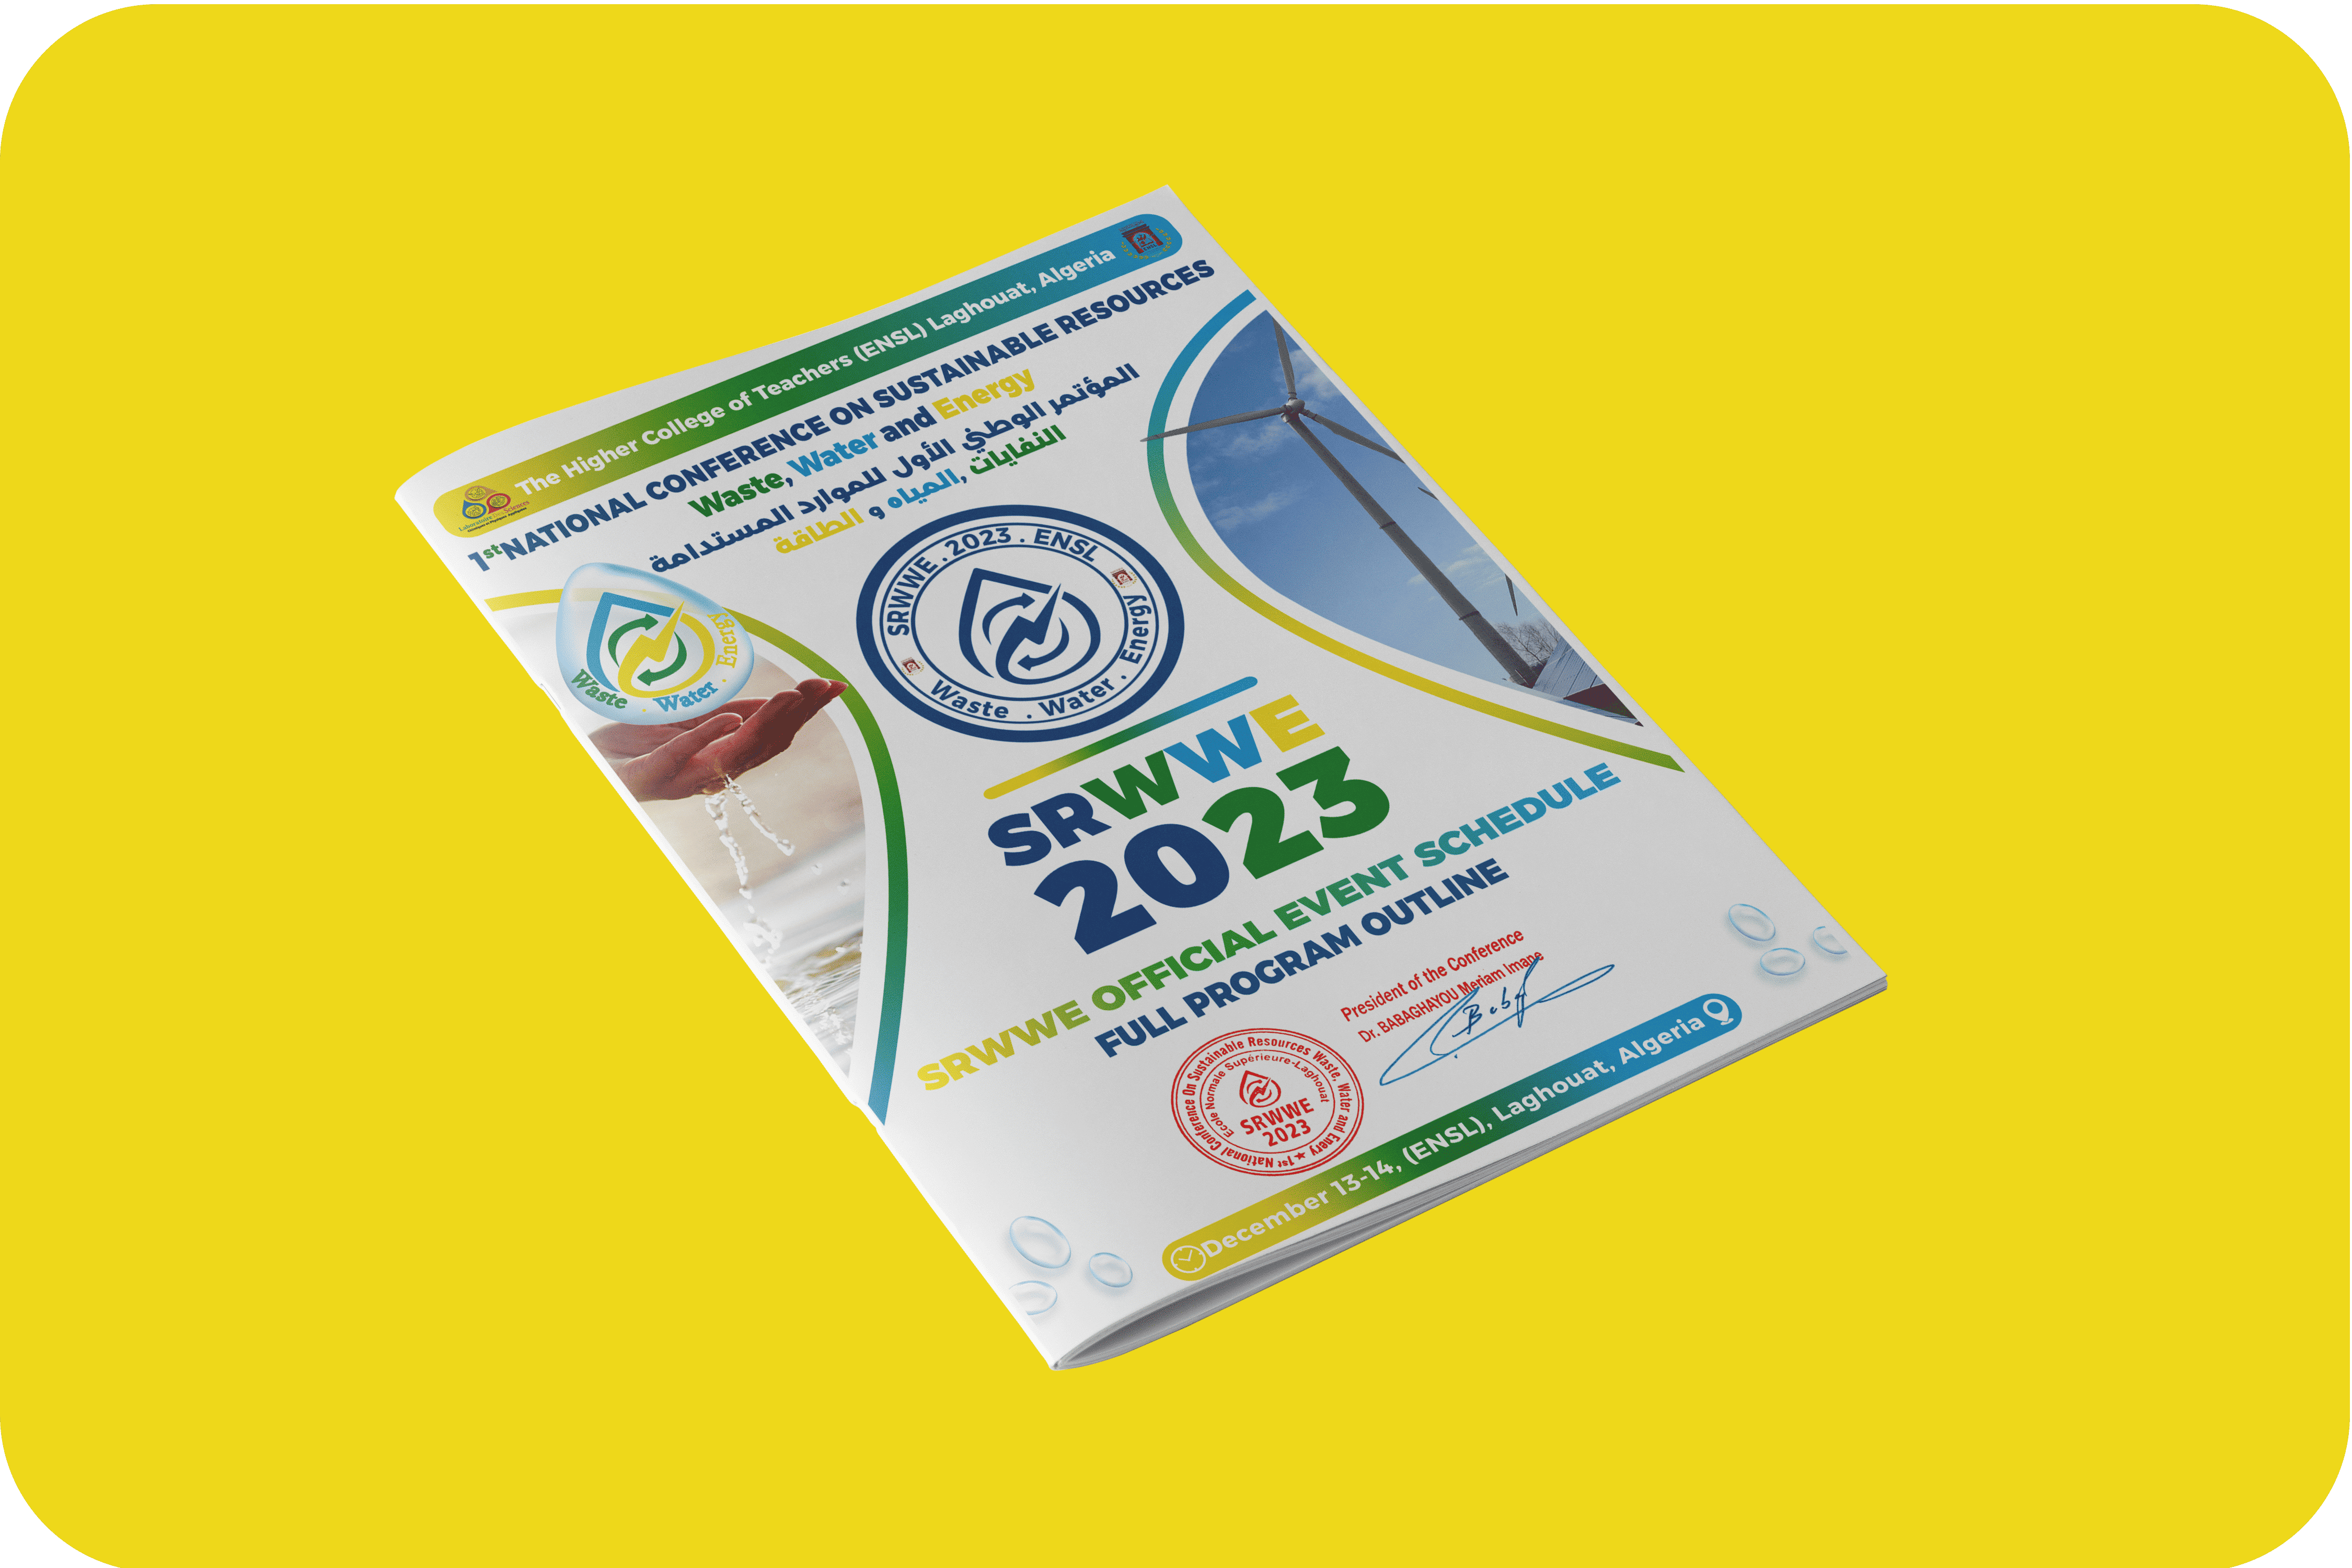 The Higher College of Teachers (ENSL) Laghouat, Algeria
1st NATIONAL CONFERENCE ON SUSTAINABLE RESOURCES
Waste, Water and Energy
المؤتمر الوطني الأول للموارد المستدامة
النفايات, المياه و الطاقة
SRWWE . 2023 . ENSL
Waste . Water . Energy
Waste . Water . Energy
SRWWE
2023
SRWWE OFFICIAL EVENT SCHEDULE
FULL PROGRAM OUTLINE
President of the Conference
Dr. BABAGHAYOU Meriam Imane
1st National Conference On Sustainable Resources Waste, Water and Enery
Ecole Normale Supérieure-Laghouat
SRWWE
2023
December 13-14, (ENSL), Laghouat, Algeria